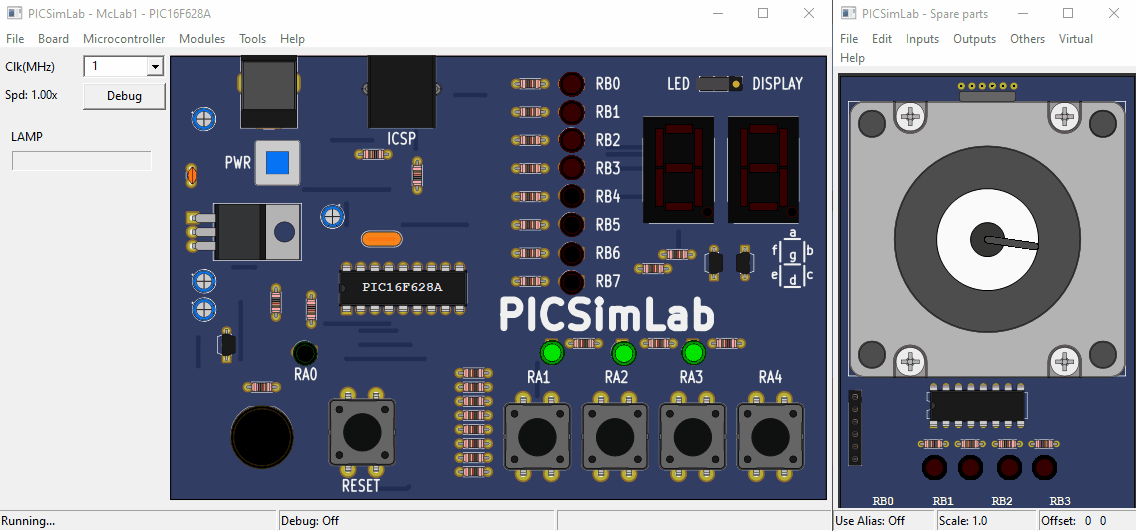 PICSimLab - McLab1 - PIC16F628A
File Board Microcontroller Modules Tools Help
Clk(MHz) 1
Spd: 1.00x Debug
LAMP
PWR
ICSP
LED DISPLAY
RB0
RB1
RB2
RB3
RB4
RB5
RB6
RB7
a
f b
g
e c
d
PIC16F628A
PICSimLab
RA0
RA1 RA2 RA3 RA4
RESET
Running... Debug: Off
PICSimLab - Spare parts
File Edit Inputs Outputs Others Virtual
Help
RB0 RB1 RB2 RB3
Use Alias: Off Scale: 1.0 Offset: 0 0